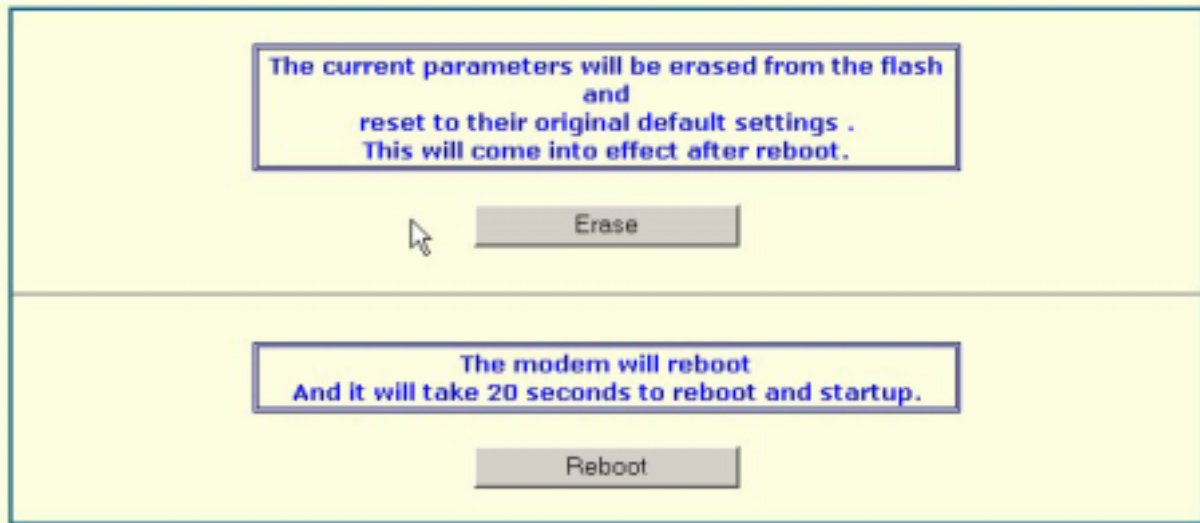 The current parameters will be erased from the flash
and
reset to their original default settings .
This will come into effect after reboot.
Erase
The modem will reboot
And it will take 20 seconds to reboot and startup.
Reboot